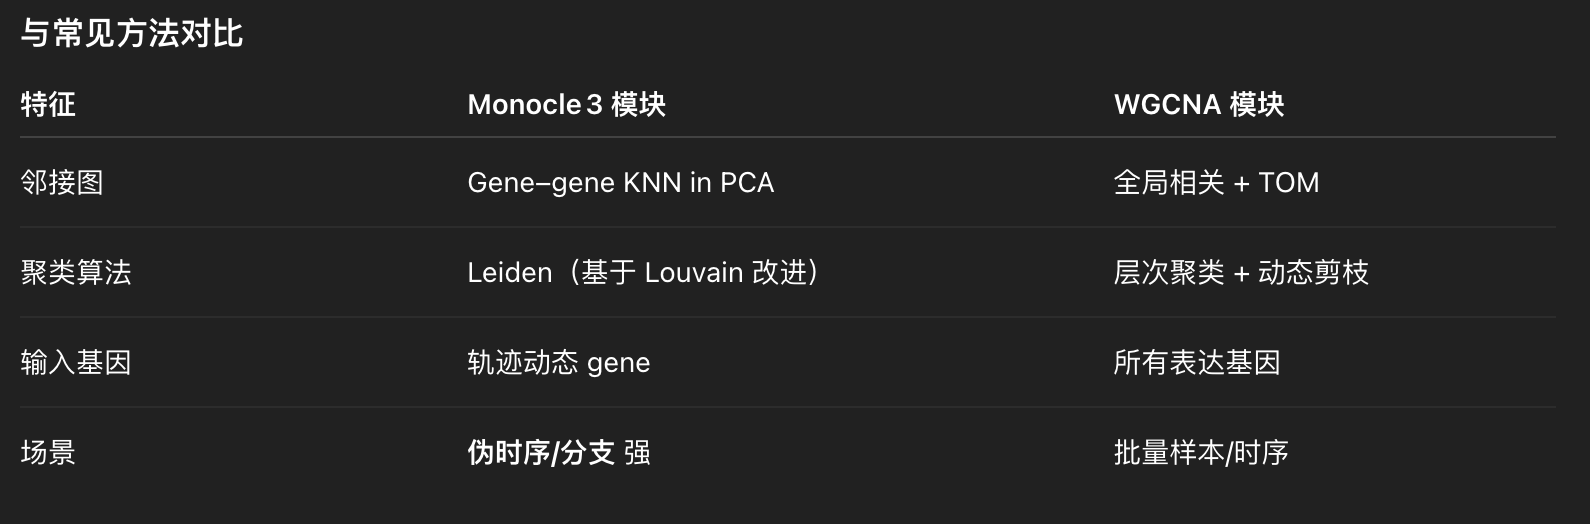 与常见方法对比
特征 Monocle 3 模块 WGCNA 模块
邻接图 Gene–gene KNN in PCA 全局相关 + TOM
聚类算法 Leiden（基于 Louvain 改进） 层次聚类 + 动态剪枝
输入基因 轨迹动态 gene 所有表达基因
场景 伪时序/分支 强 批量样本/时序